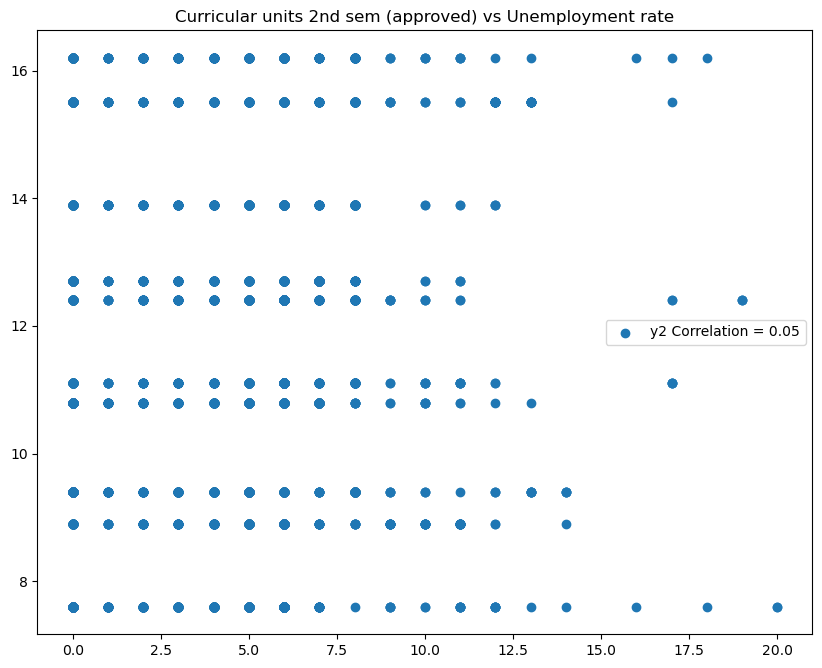 Curricular units 2nd sem (approved) vs Unemployment rate
16
14
12
y2 Correlation = 0.05
10
8
0.0 2.5 5.0 7.5 10.0 12.5 15.0 17.5 20.0